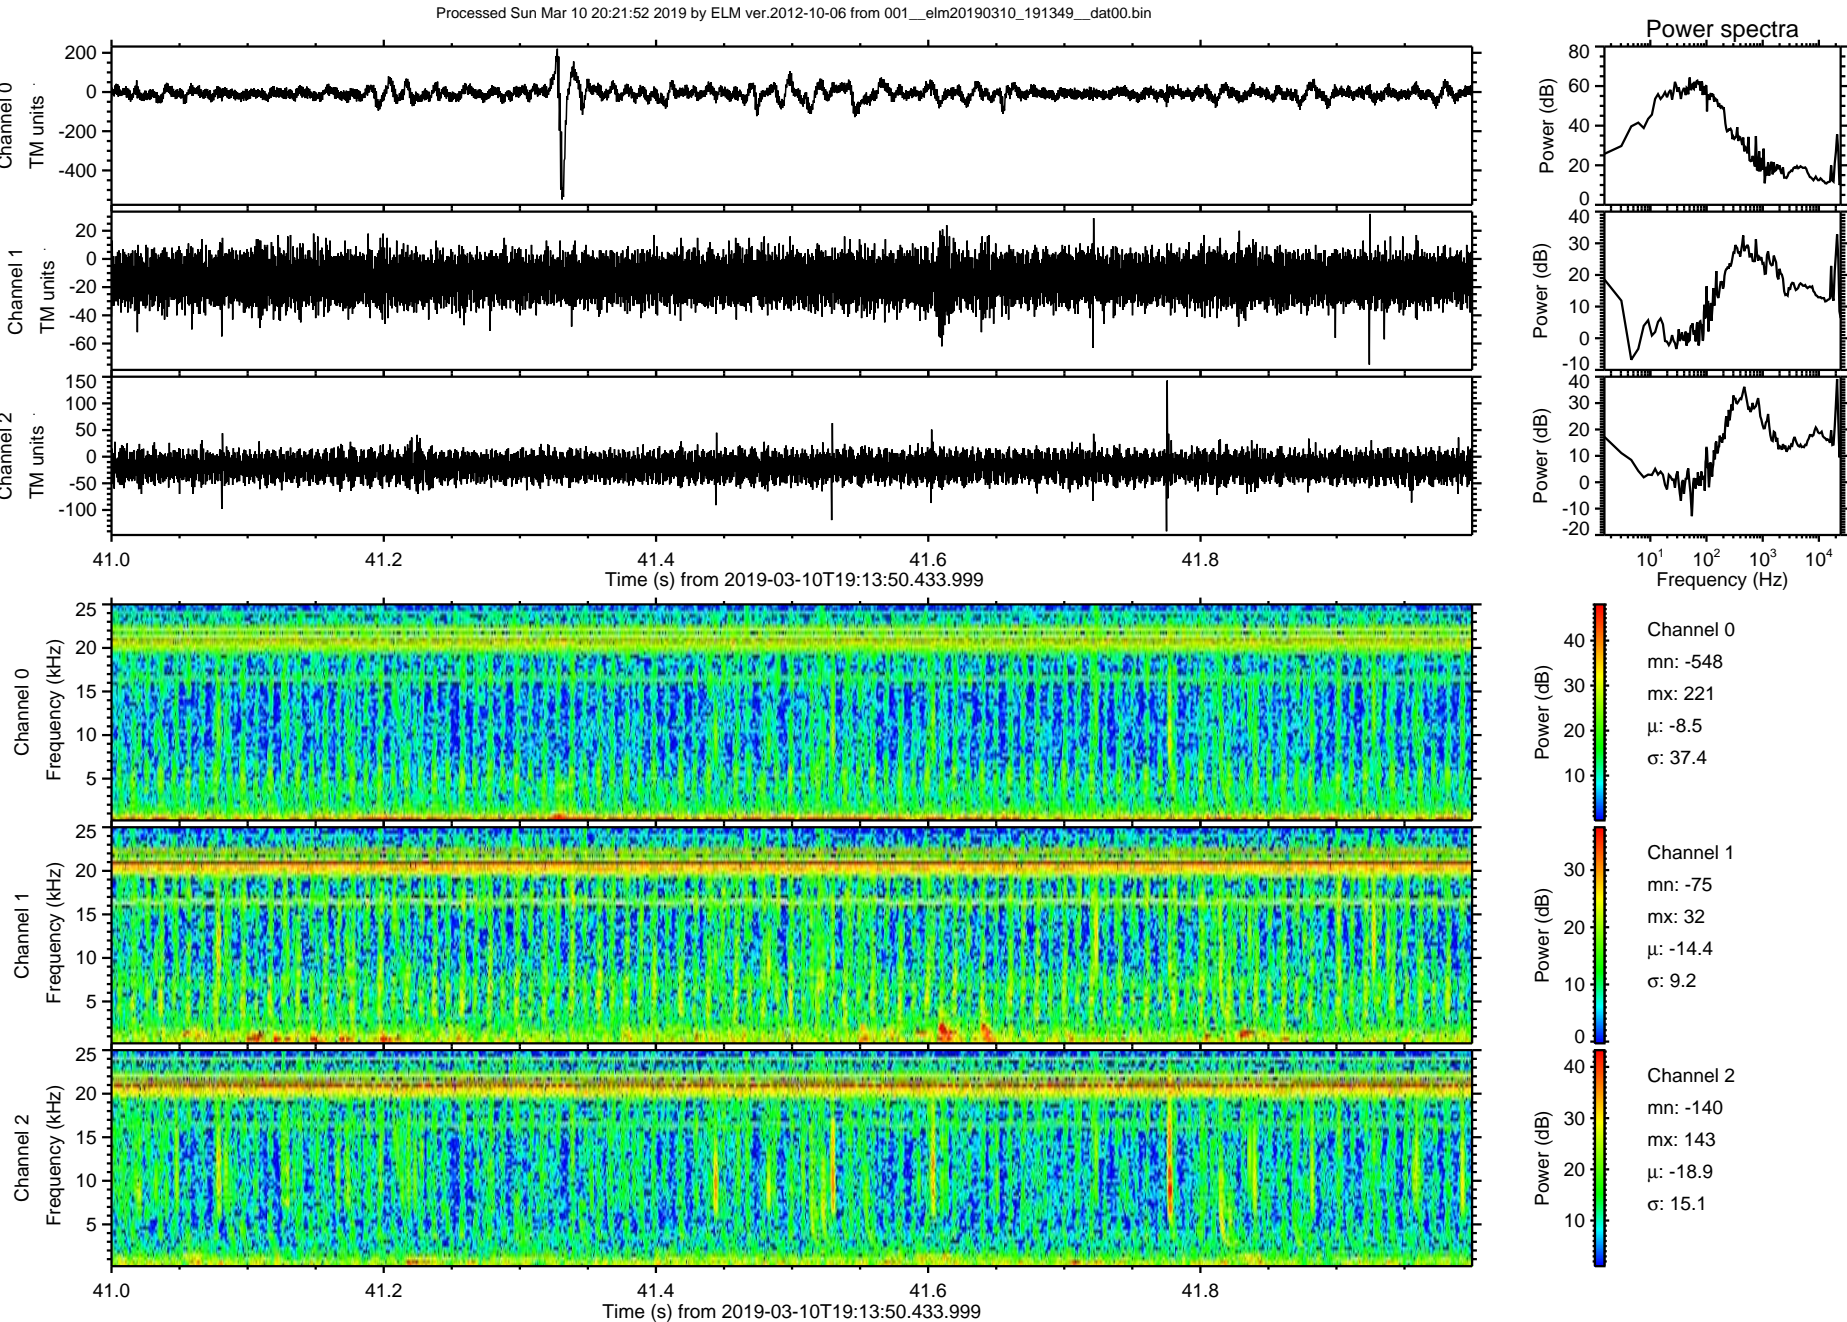 Processed Sun Mar 10 20:21:52 2019 by ELM ver.2012-10-06 from 001__elm20190310_191349__dat00.bin
Power spectra
Channel 0
TM units
200
0
-200
-400
Power (dB)
80
60
40
20
0
Channel 1
TM units
20
0
-20
-40
-60
Power (dB)
40
30
20
10
0
-10
Channel 2
TM units
150
100
50
0
-50
-100
Power (dB)
40
30
20
10
0
-10
-20
41.0 41.2 41.4 41.6 41.8
Time (s) from 2019-03-10T19:13:50.433.999
10¹ 10² 10³ 10⁴
Frequency (Hz)
Channel 0
Frequency (kHz)
25
20
15
10
5
Power (dB)
40
30
20
10
Channel 0
mn: -548
mx: 221
μ: -8.5
σ: 37.4
Channel 1
Frequency (kHz)
25
20
15
10
5
Power (dB)
30
20
10
0
Channel 1
mn: -75
mx: 32
μ: -14.4
σ: 9.2
Channel 2
Frequency (kHz)
25
20
15
10
5
Power (dB)
40
30
20
10
Channel 2
mn: -140
mx: 143
μ: -18.9
σ: 15.1
41.0 41.2 41.4 41.6 41.8
Time (s) from 2019-03-10T19:13:50.433.999